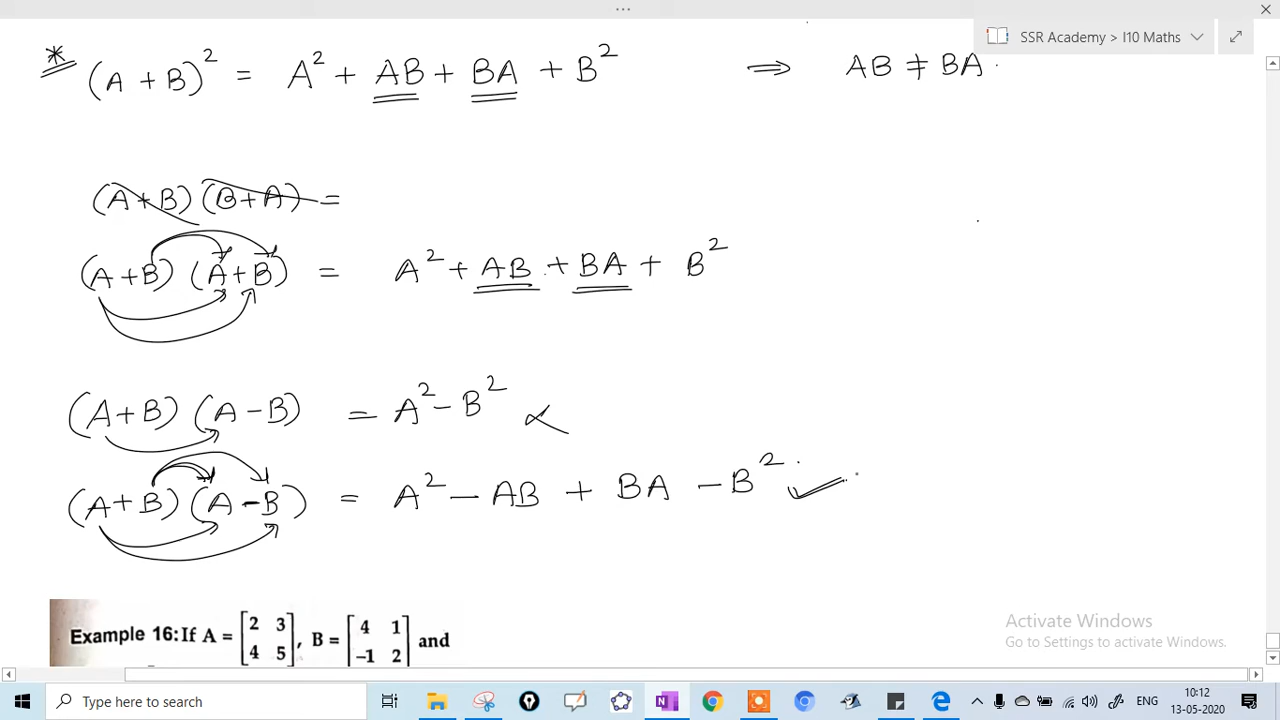 SSR Academy > I10 Maths
* (A + B)² = A² + AB + BA + B² ⇒ AB ≠ BA.
(A+B) (B+A) =
(A+B) (A+B) = A² + AB + BA + B²
(A+B) (A-B) = A² - B²
(A+B) (A-B) = A² - AB + BA - B² ✓
Example 16: If A = [2 3
4 5], B = [4 1
-1 2] and
Activate Windows
Go to Settings to activate Windows.
Type here to search
10:12
13-05-2020